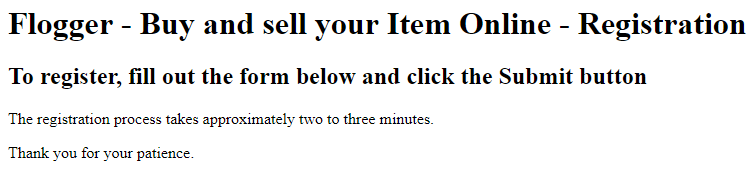 Flogger - Buy and sell your Item Online - Registration
To register, fill out the form below and click the Submit button
The registration process takes approximately two to three minutes.
Thank you for your patience.